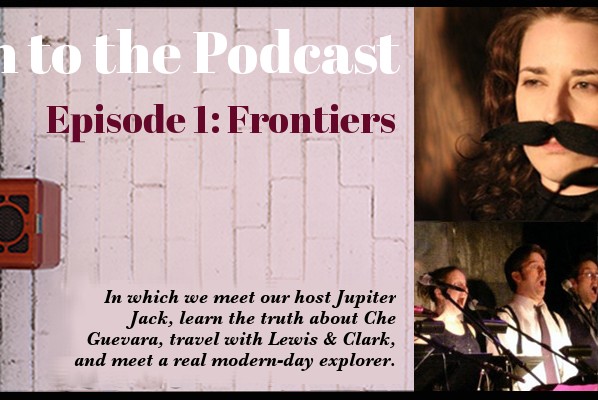 to the Podcast
Episode 1: Frontiers
In which we meet our host Jupiter
Jack, learn the truth about Che
Guevara, travel with Lewis & Clark,
and meet a real modern-day explorer.